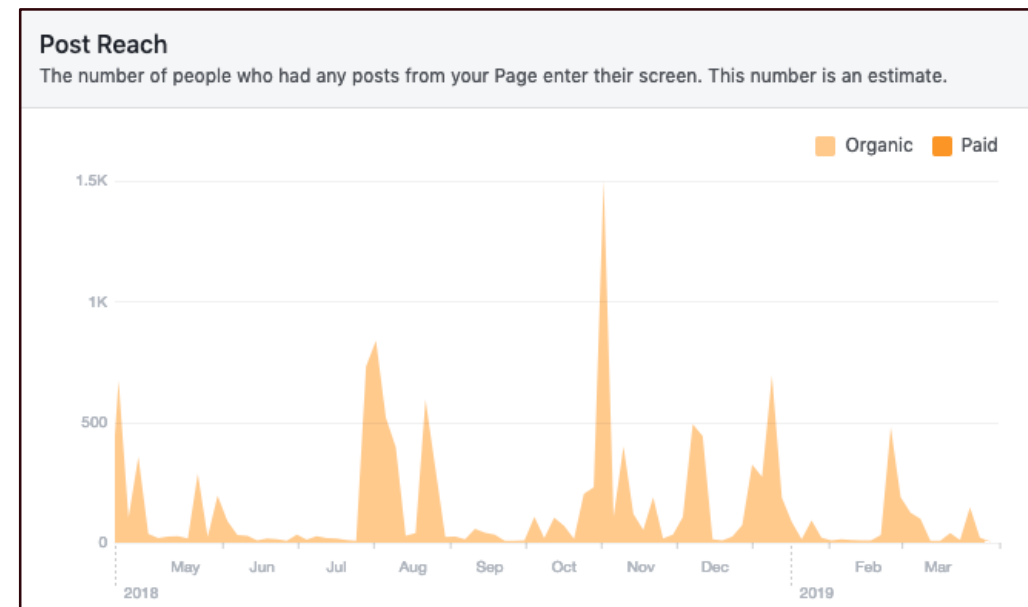 Post Reach
The number of people who had any posts from your Page enter their screen. This number is an estimate.
Organic Paid
1.5K
1K
500
0
May Jun Jul Aug Sep Oct Nov Dec Feb Mar
2018 2019